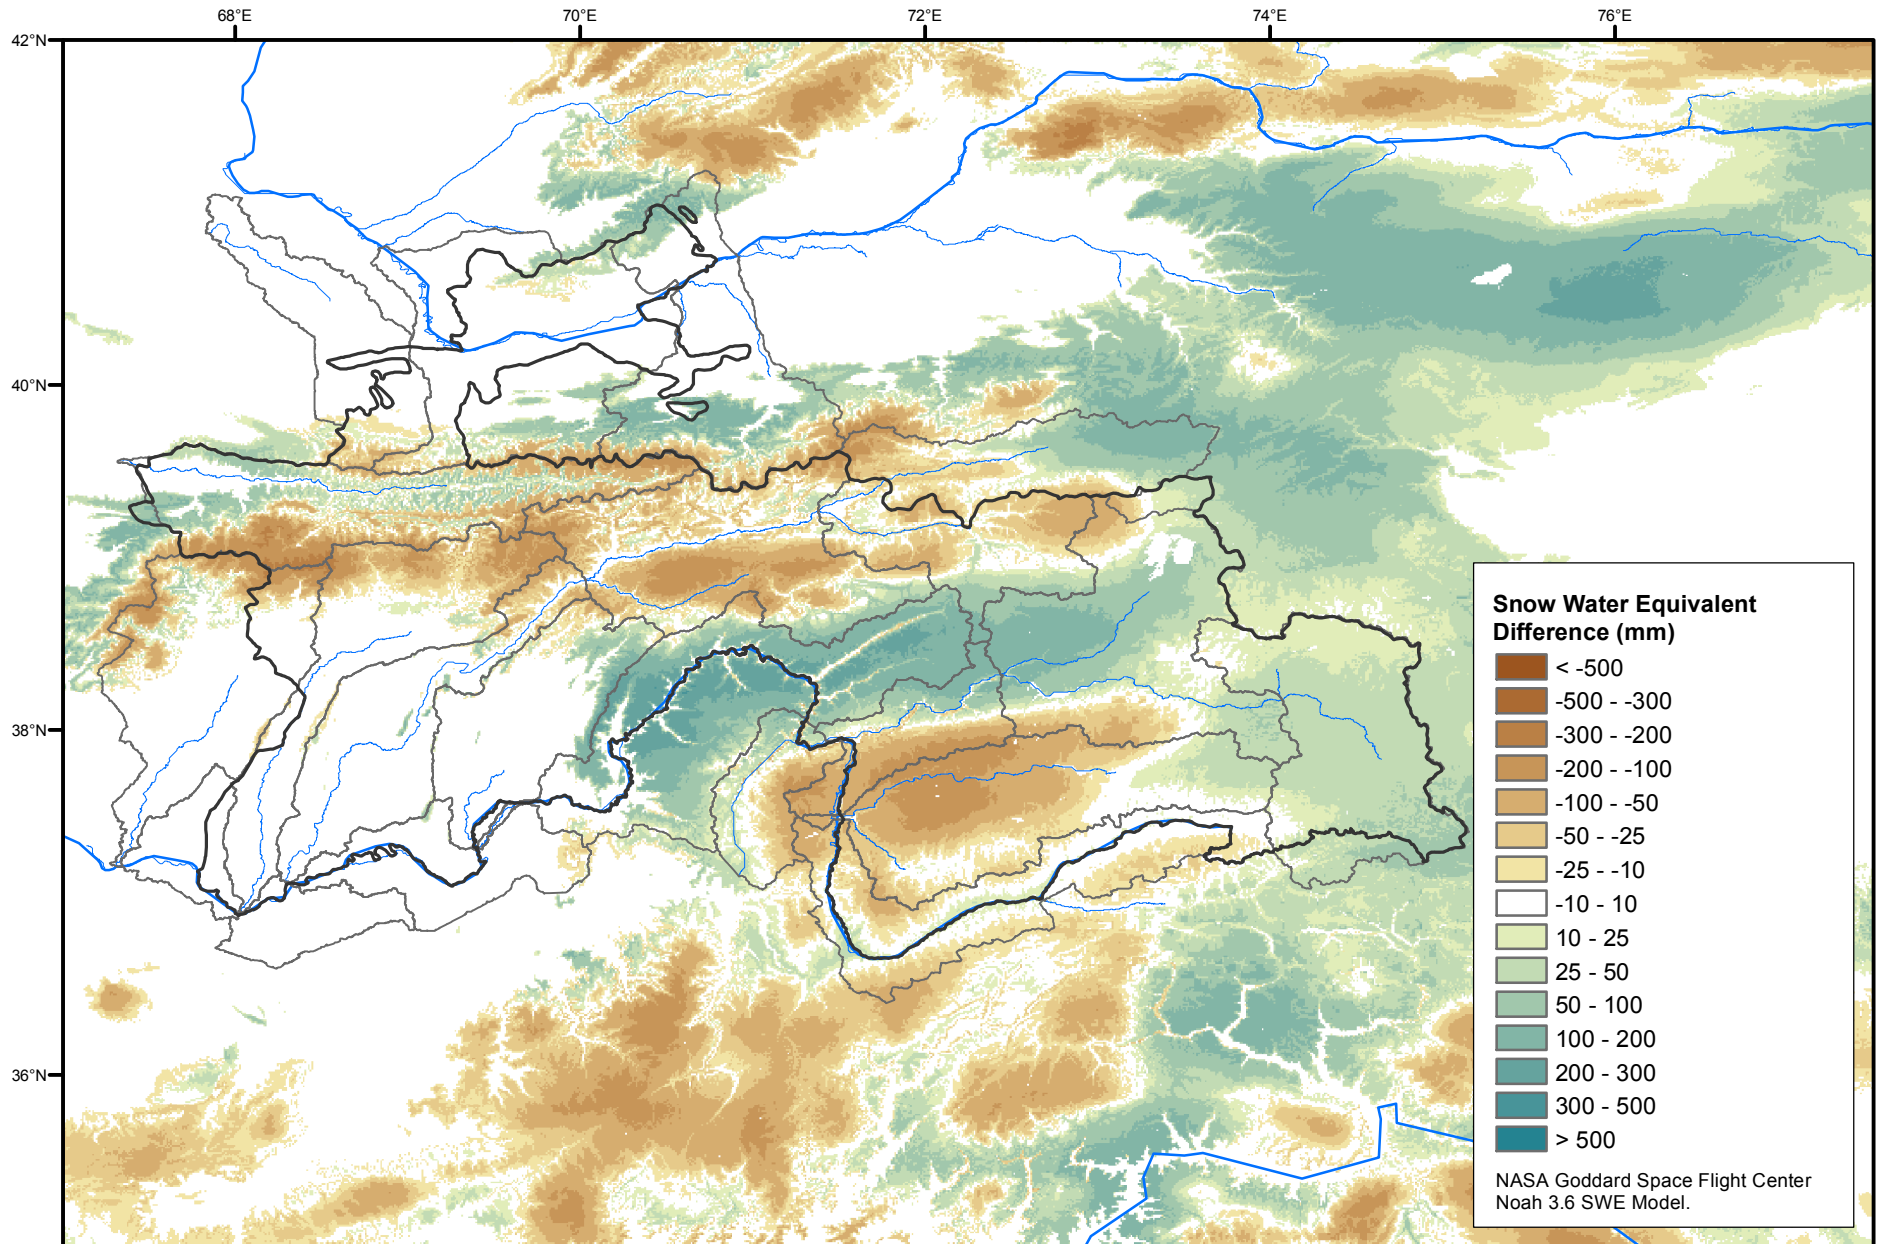 68°E 70°E 72°E 74°E 76°E
42°N
40°N
38°N
36°N
Snow Water Equivalent
Difference (mm)
< -500
-500 - -300
-300 - -200
-200 - -100
-100 - -50
-50 - -25
-25 - -10
-10 - 10
10 - 25
25 - 50
50 - 100
100 - 200
200 - 300
300 - 500
> 500
NASA Goddard Space Flight Center
Noah 3.6 SWE Model.